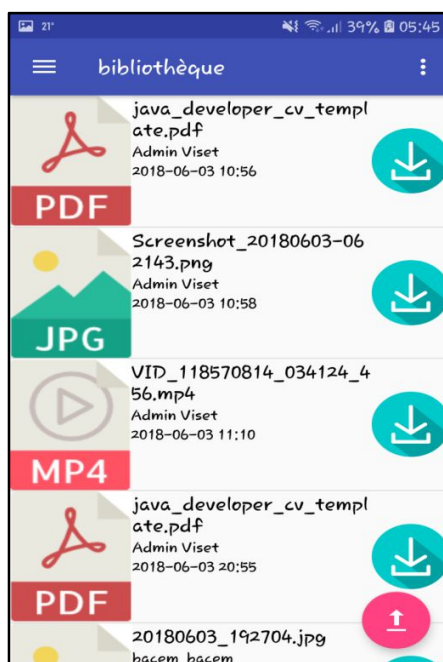 21° 39% 05:45
bibliothèque
java_developer_cv_templ
ate.pdf
Admin Viset
2018-06-03 10:56
PDF
Screenshot_20180603-06
2143.png
Admin Viset
2018-06-03 10:58
JPG
VID_118570814_034124_4
56.mp4
Admin Viset
2018-06-03 11:10
MP4
java_developer_cv_templ
ate.pdf
Admin Viset
2018-06-03 20:55
PDF
20180603_192704.jpg
bacem bacem